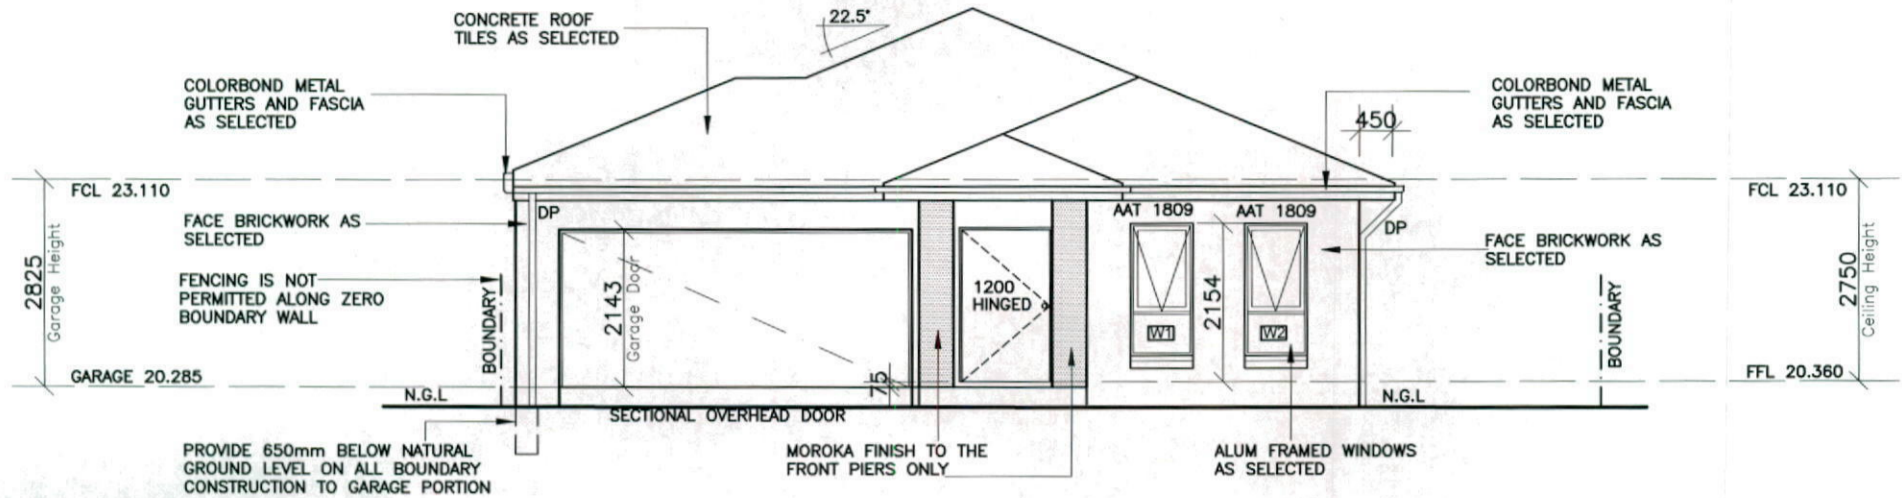 CONCRETE ROOF
TILES AS SELECTED
22.5°
COLORBOND METAL
GUTTERS AND FASCIA
AS SELECTED
COLORBOND METAL
GUTTERS AND FASCIA
AS SELECTED
450
FCL 23.110
FCL 23.110
FACE BRICKWORK AS
SELECTED
DP
AAT 1809
AAT 1809
DP
FACE BRICKWORK AS
SELECTED
2825
Garage Height
FENCING IS NOT
PERMITTED ALONG ZERO
BOUNDARY WALL
BOUNDARY
2143
Garage Door
1200
HINGED
W1
2154
W2
BOUNDARY
2750
Ceiling Height
GARAGE 20.285
75
FFL 20.360
N.G.L
N.G.L
SECTIONAL OVERHEAD DOOR
PROVIDE 650mm BELOW NATURAL
GROUND LEVEL ON ALL BOUNDARY
CONSTRUCTION TO GARAGE PORTION
MOROKA FINISH TO THE
FRONT PIERS ONLY
ALUM FRAMED WINDOWS
AS SELECTED